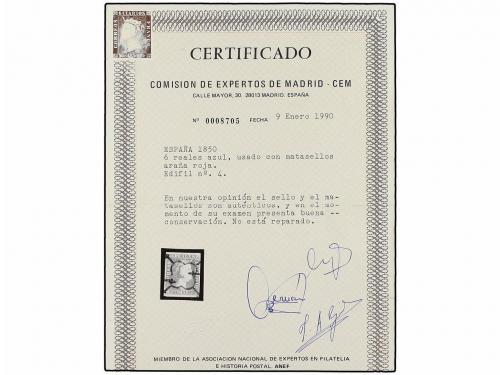 CERTIFICADO
COMISION DE EXPERTOS DE MADRID - CEM
CALLE MAYOR, 30. 28013 MADRID. ESPAÑA
Nº 0008705 FECHA 9 Enero 1990
ESPAÑA 1850
6 reales azul, usado con matasellos
araña roja.
Edifil nº. 4.
En nuestra opinión el sello y el ma-
tasellos son auténticos, y en el mo-
mento de su examen presenta buena --
conservación. No está reparado.
MIEMBRO DE LA ASOCIACION NACIONAL DE EXPERTOS EN FILATELIA
E HISTORIA POSTAL. ANEF